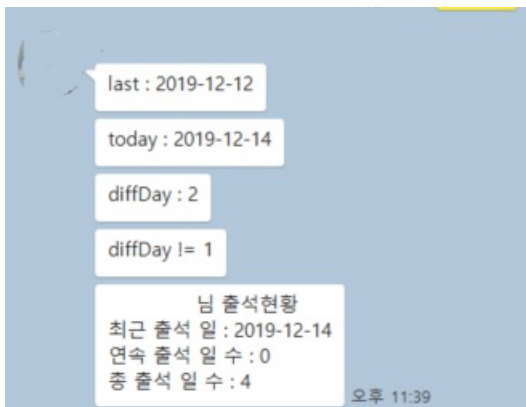 last : 2019-12-12
today : 2019-12-14
diffDay : 2
diffDay != 1
님 출석현황
최근 출석 일 : 2019-12-14
연속 출석 일 수 : 0
총 출석 일 수 : 4
오후 11:39